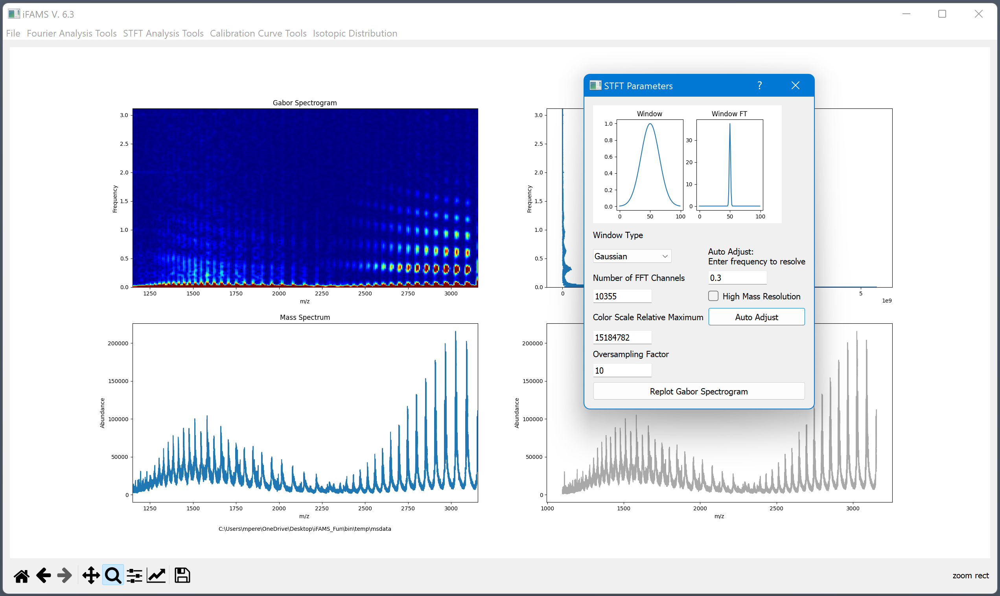 iFAMS V. 6.3
File Fourier Analysis Tools STFT Analysis Tools Calibration Curve Tools Isotopic Distribution
Gabor Spectrogram
3.0
2.5
2.0
1.5
1.0
0.5
0.0
Frequency
1250 1500 1750 2000 2250 2500 2750 3000
m/z
3.0
2.5
2.0
1.5
1.0
0.5
0.0
Frequency
0 5
1e9
STFT Parameters ?
Window
1.0
0.8
0.6
0.4
0.2
0.0
0 50 100
Window FT
30
20
10
0
0 50 100
Window Type
Gaussian
Auto Adjust:
Enter frequency to resolve
Number of FFT Channels
0.3
10355
High Mass Resolution
Color Scale Relative Maximum
Auto Adjust
15184782
Oversampling Factor
10
Replot Gabor Spectrogram
Mass Spectrum
200000
150000
100000
50000
0
Abundance
1250 1500 1750 2000 2250 2500 2750 3000
m/z
C:\Users\mpere\OneDrive\Desktop\iFAMS_Fun\bin\temp\msdata
200000
150000
100000
50000
0
Abundance
1000 1500 2000 2500 3000
m/z
zoom rect